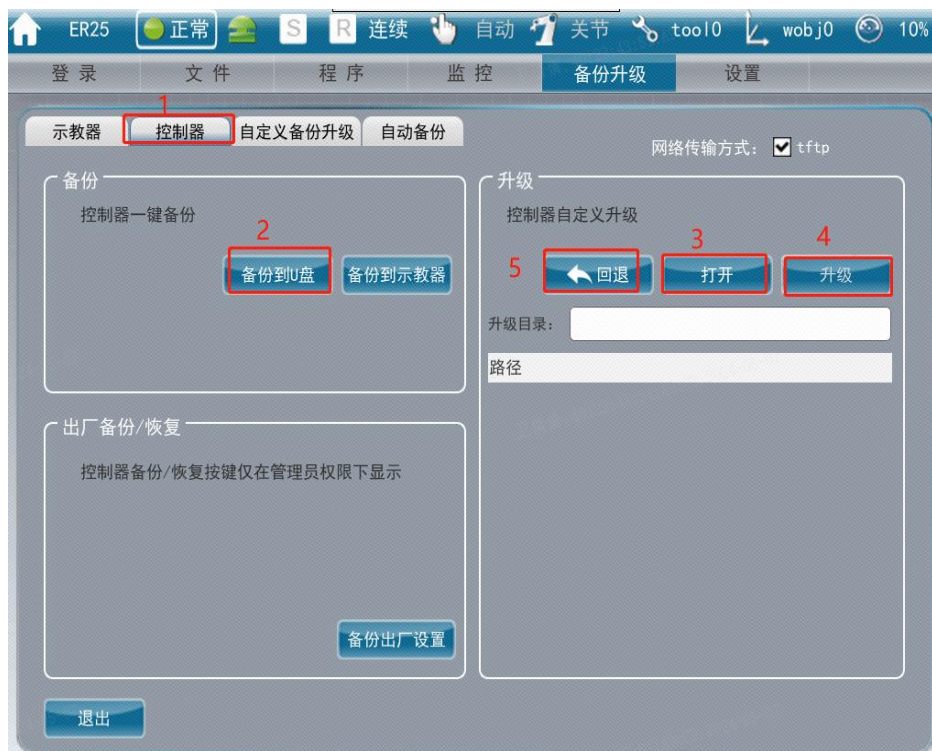 ER25 正常 S R 连续 自动 关节 tool0 wobj0 10%
登录 文件 程序 监控 备份升级 设置
1
示教器 控制器 自定义备份升级 自动备份
网络传输方式： tftp
备份
控制器一键备份
2
备份到U盘 备份到示教器
升级
控制器自定义升级
3 4
5 回退 打开 升级
升级目录：
路径
出厂备份/恢复
控制器备份/恢复按键仅在管理员权限下显示
备份出厂设置
退出